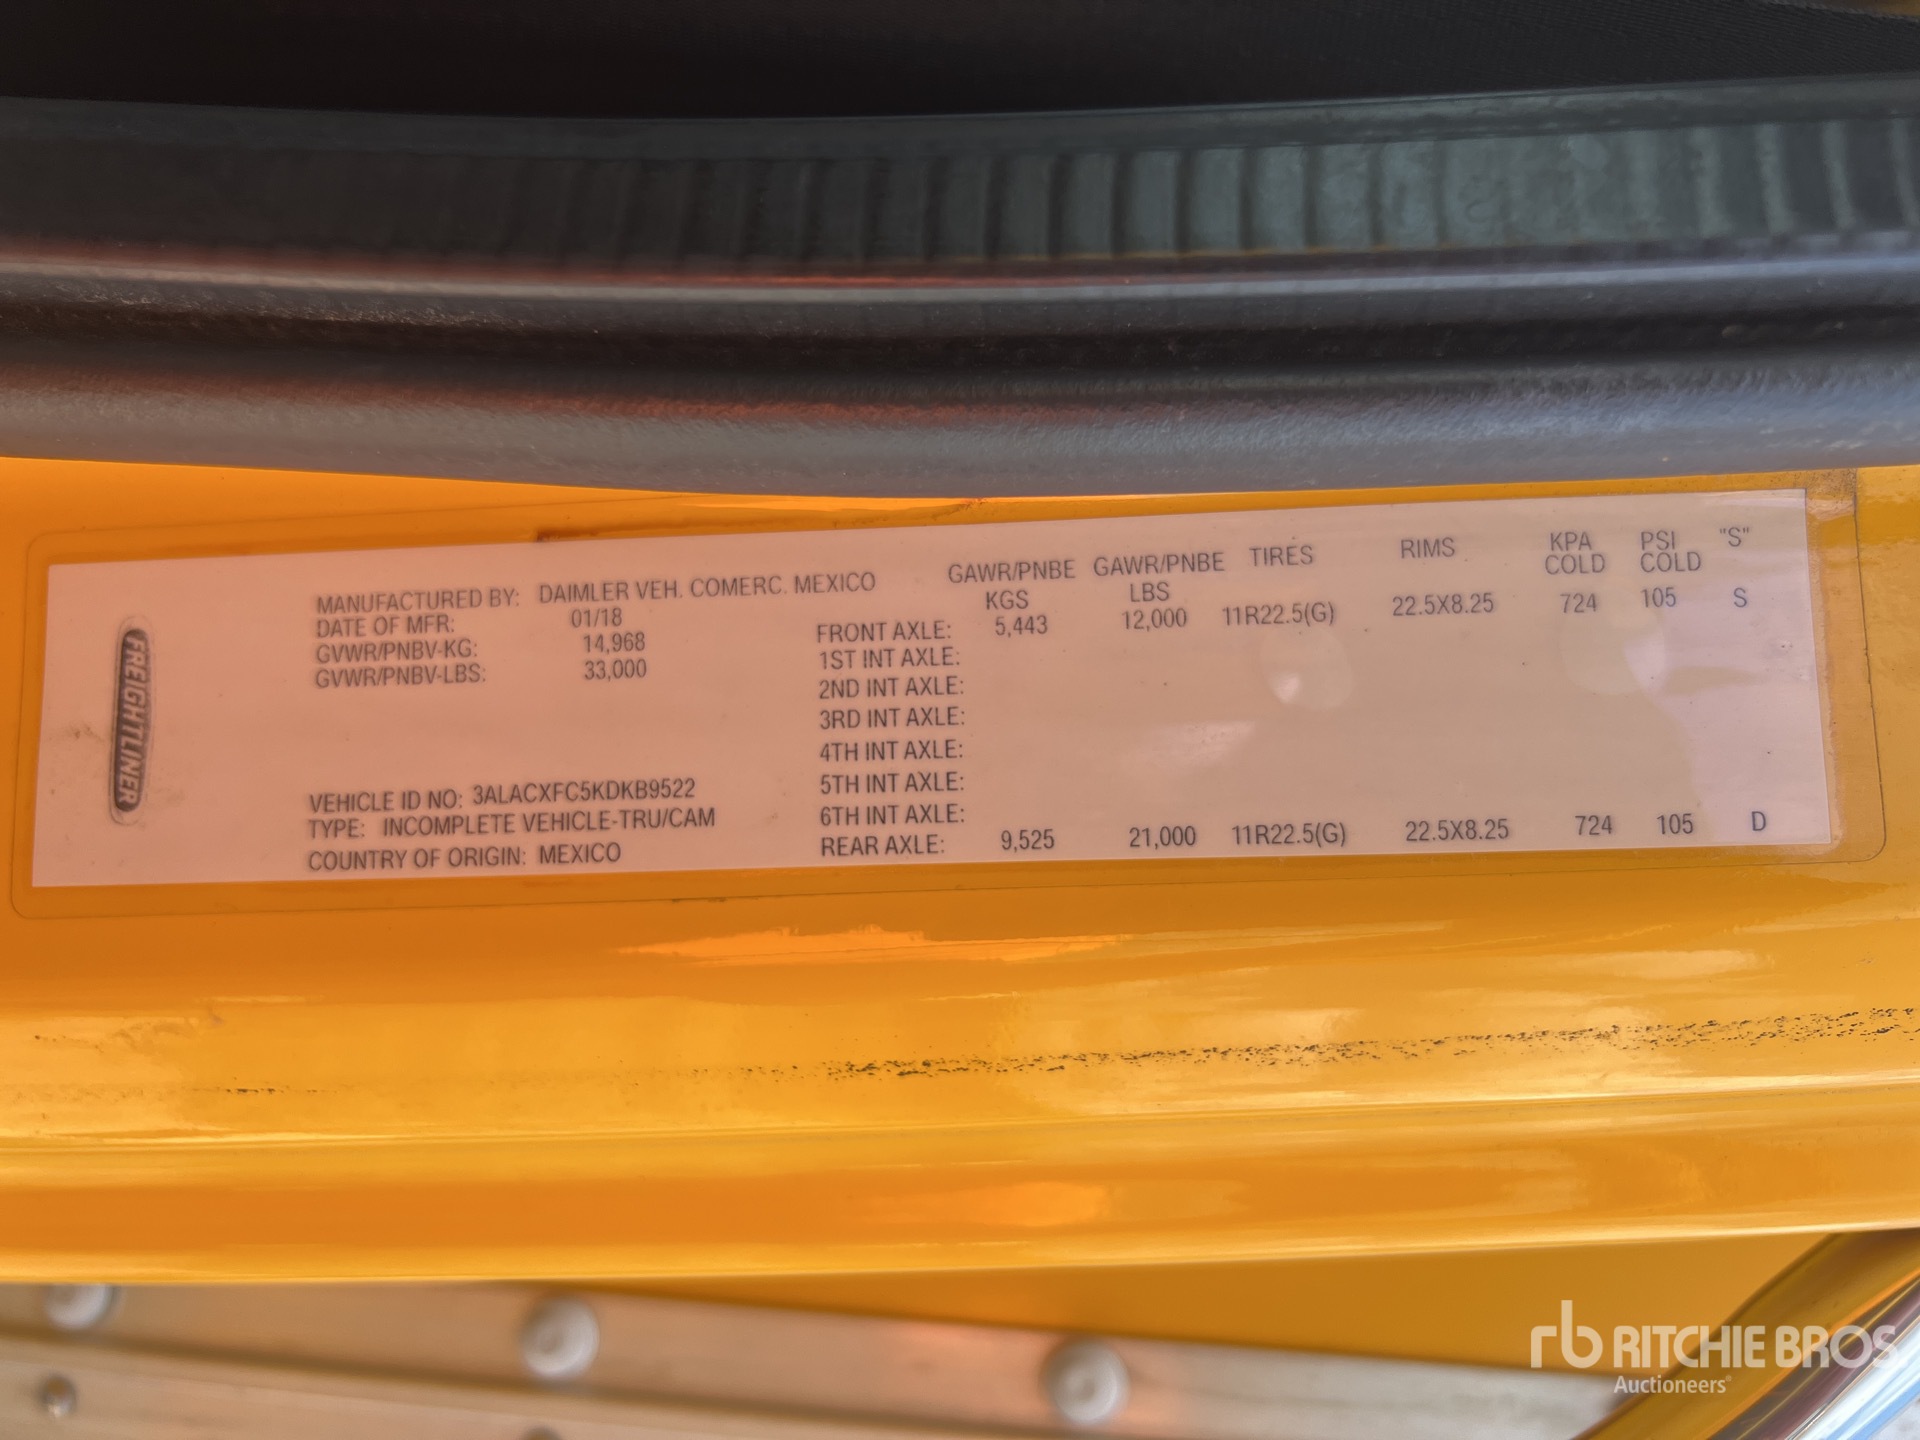 FREIGHTLINER
MANUFACTURED BY: DAIMLER VEH. COMERC. MEXICO
DATE OF MFR: 01/18
GVWR/PNBV-KG: 14,968
GVWR/PNBV-LBS: 33,000
VEHICLE ID NO: 3ALACXFC5KDKB9522
TYPE: INCOMPLETE VEHICLE-TRU/CAM
COUNTRY OF ORIGIN: MEXICO
GAWR/PNBE GAWR/PNBE TIRES RIMS KPA PSI "S"
KGS LBS COLD COLD
FRONT AXLE: 5,443 12,000 11R22.5(G) 22.5X8.25 724 105 S
1ST INT AXLE:
2ND INT AXLE:
3RD INT AXLE:
4TH INT AXLE:
5TH INT AXLE:
6TH INT AXLE:
REAR AXLE: 9,525 21,000 11R22.5(G) 22.5X8.25 724 105 D
rb RITCHIE BROS
Auctioneers®